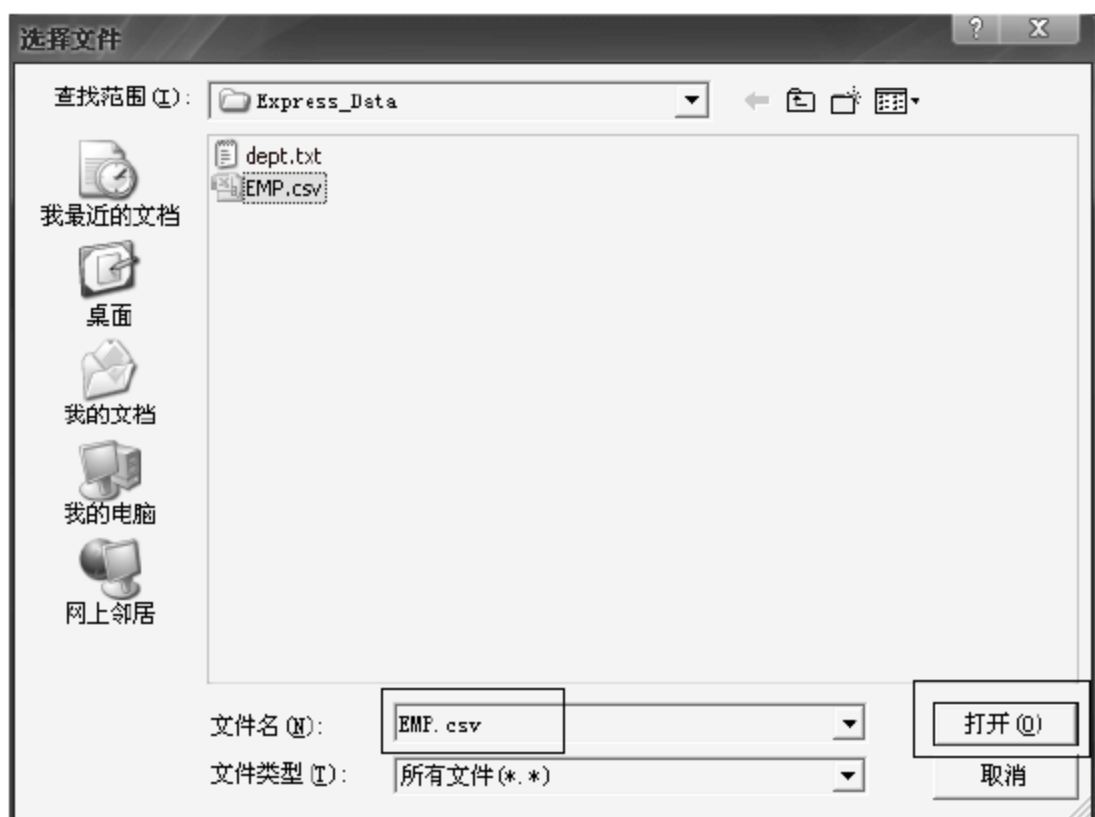 选择文件
? X
查找范围(I): Express_Data
dept.txt
EMP.csv
我最近的文档
桌面
我的文档
我的电脑
网上邻居
文件名(N): EMP.csv 打开(O)
文件类型(T): 所有文件(*.*) 取消